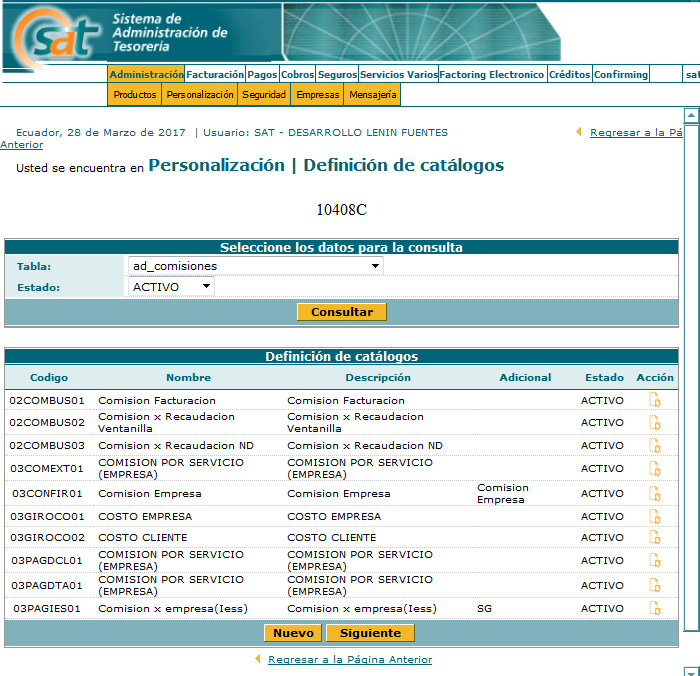 sat
Sistema de
Administración de
Tesorería
Administración Facturación Pagos Cobros Seguros Servicios Varios Factoring Electronico Créditos Confirming sat
Productos Personalización Seguridad Empresas Mensajería
Ecuador, 28 de Marzo de 2017 | Usuario: SAT - DESARROLLO LENIN FUENTES Regresar a la Pá
Anterior
Usted se encuentra en Personalización | Definición de catálogos
10408C
Seleccione los datos para la consulta
Tabla: ad_comisiones
Estado: ACTIVO
Consultar
Definición de catálogos
Codigo Nombre Descripción Adicional Estado Acción
02COMBUS01 Comision Facturacion Comision Facturacion ACTIVO
02COMBUS02 Comision x Recaudacion Ventanilla Comision x Recaudacion Ventanilla ACTIVO
02COMBUS03 Comision x Recaudacion ND Comision x Recaudacion ND ACTIVO
03COMEXT01 COMISION POR SERVICIO (EMPRESA) COMISION POR SERVICIO (EMPRESA) ACTIVO
03CONFIR01 Comision Empresa Comision Empresa Comision Empresa ACTIVO
03GIROCO01 COSTO EMPRESA COSTO EMPRESA ACTIVO
03GIROCO02 COSTO CLIENTE COSTO CLIENTE ACTIVO
03PAGDCL01 COMISION POR SERVICIO (EMPRESA) COMISION POR SERVICIO (EMPRESA) ACTIVO
03PAGDTA01 COMISION POR SERVICIO (EMPRESA) COMISION POR SERVICIO (EMPRESA) ACTIVO
03PAGIES01 Comision x empresa(Iess) Comision x empresa(Iess) SG ACTIVO
Nuevo Siguiente
Regresar a la Página Anterior